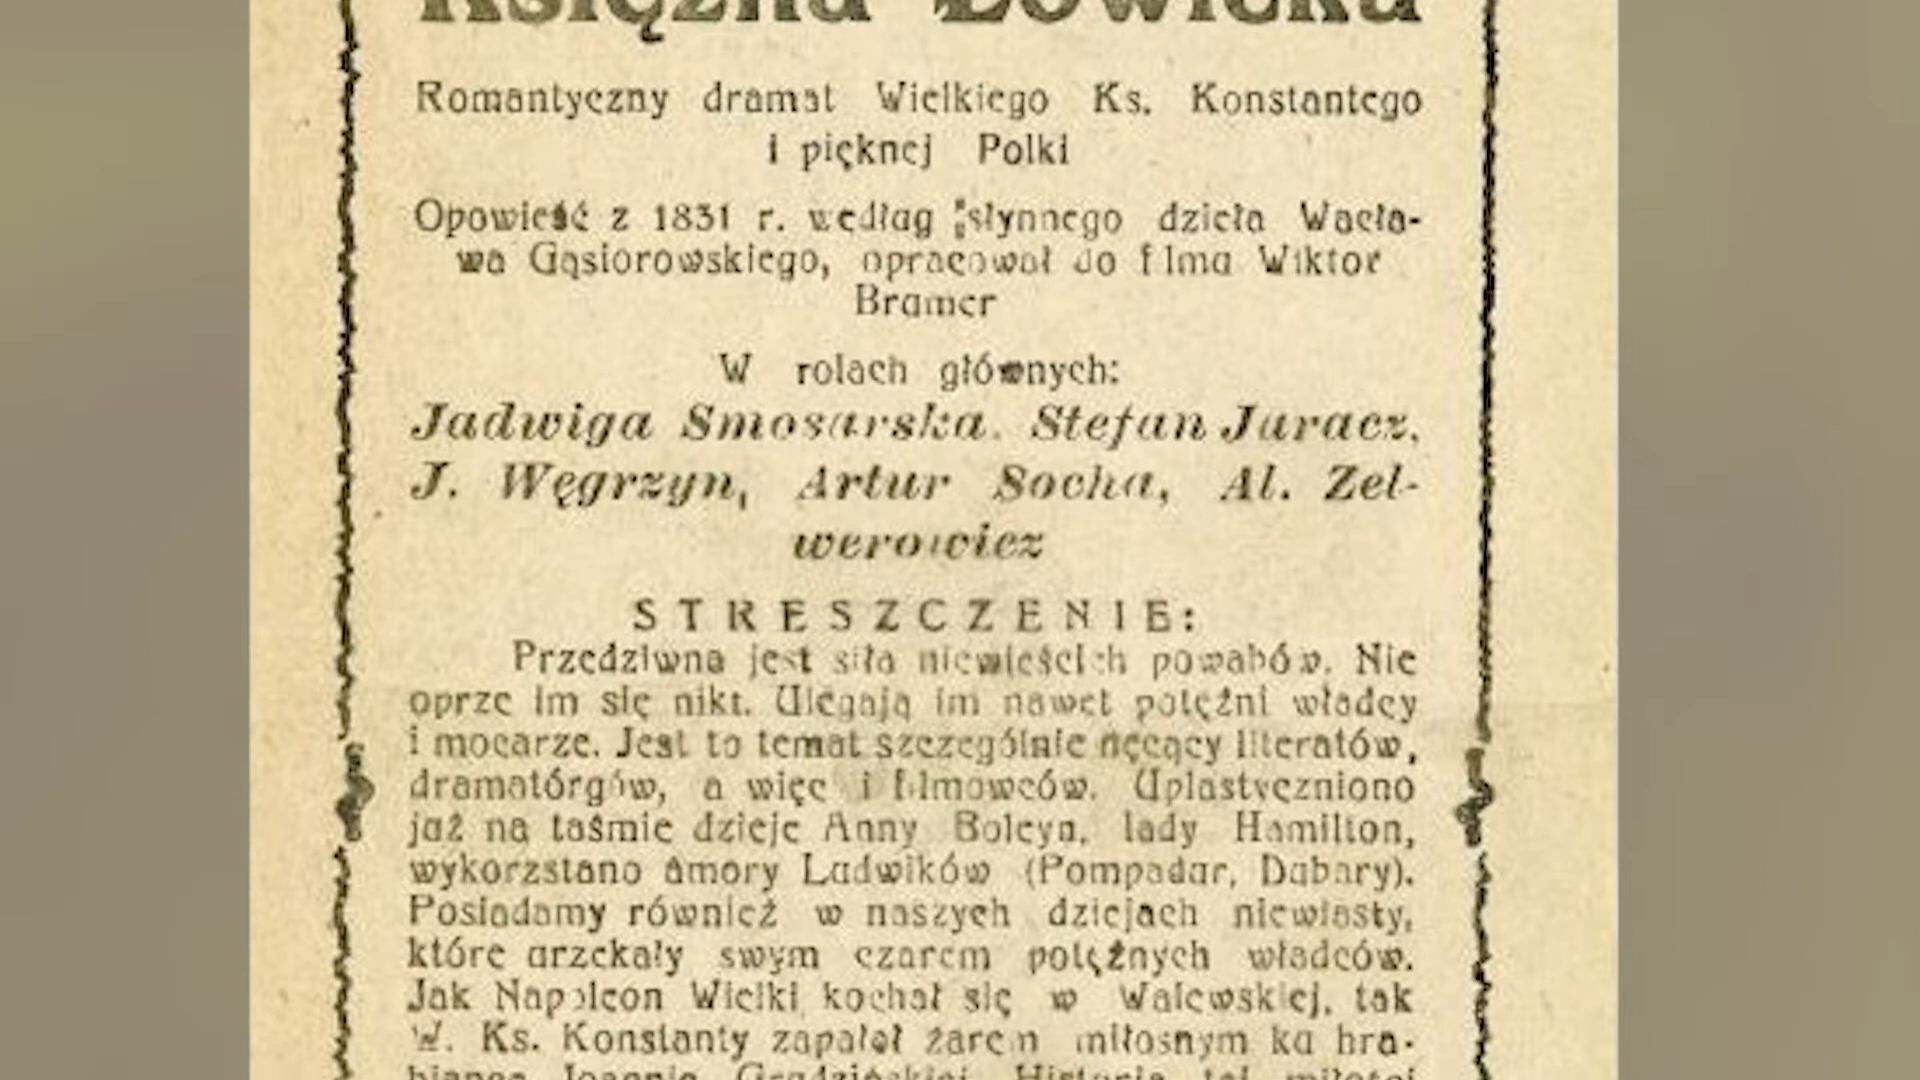 Księżna Łowicka
Romantyczny dramat Wielkiego Ks. Konstantego
i pięknej Polki
Opowieść z 1831 r. według słynnego dzieła Wacła-
wa Gąsiorowskiego, opracował do filma Wiktor
Bramer
W rolach głównych:
Jadwiga Smosarska. Stefan Juracz,
J. Węgrzyn, Artur Socha, Al. Zel-
werowicz
STRESZCZENIE:
Przedziwna jest siła niewieścich powabów. Nie
oprze im się nikt. Ulegają im nawet potężni władcy
i mocarze. Jest to temat szczególnie nęcący literatów,
dramatórgów, a więc i filmowców. Uplastyczniono
już na taśmie dzieje Anny Boleyn, lady Hamilton,
wykorzstano amory Ludwików (Pompadur, Dubary).
Posiadamy również w naszych dziejach niewiasty,
które urzekały swym czarem potężnych władców.
Jak Napoleon Wielki kochał się w Walewskiej, tak
W. Ks. Konstanty zapałał żarem miłosnym ku hra-
biance Joannie Grudzińskiej. Historia tej miłości